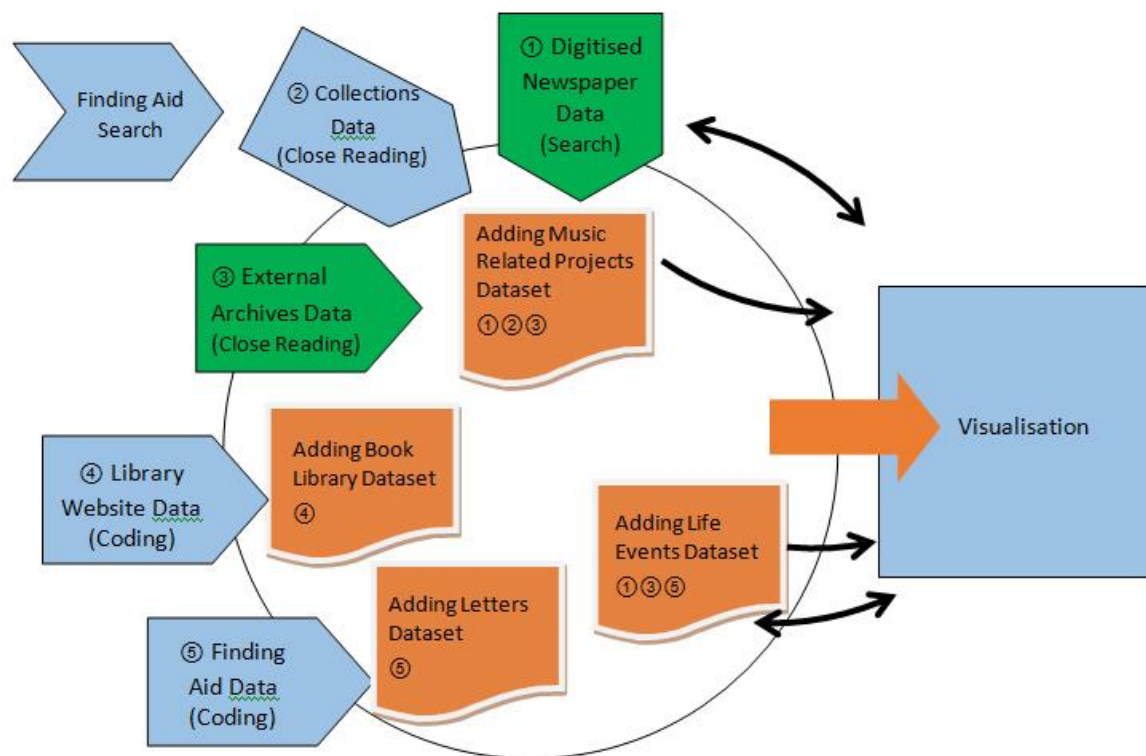 Finding Aid
Search
② Collections
Data
(Close Reading)
① Digitised
Newspaper
Data
(Search)
③ External
Archives Data
(Close Reading)
Adding Music
Related Projects
Dataset
①②③
④ Library
Website Data
(Coding)
Adding Book
Library Dataset
④
⑤ Finding
Aid Data
(Coding)
Adding Letters
Dataset
⑤
Adding Life
Events Dataset
①③⑤
Visualisation